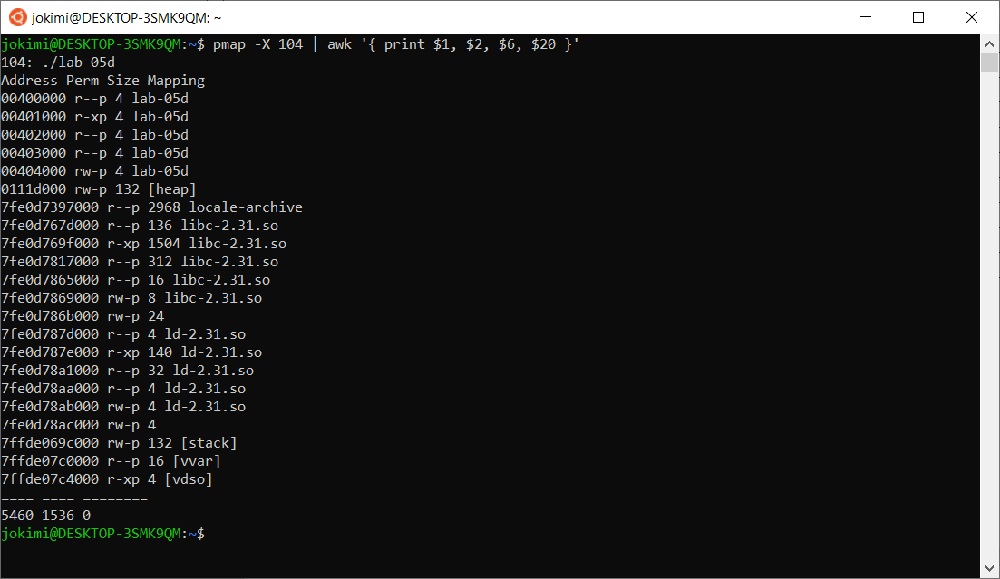 jokimi@DESKTOP-3SMK9QM: ~
jokimi@DESKTOP-3SMK9QM:~$ pmap -X 104 | awk '{ print $1, $2, $6, $20 }'
104: ./lab-05d
Address Perm Size Mapping
00400000 r--p 4 lab-05d
00401000 r-xp 4 lab-05d
00402000 r--p 4 lab-05d
00403000 r--p 4 lab-05d
00404000 rw-p 4 lab-05d
0111d000 rw-p 132 [heap]
7fe0d7397000 r--p 2968 locale-archive
7fe0d767d000 r--p 136 libc-2.31.so
7fe0d769f000 r-xp 1504 libc-2.31.so
7fe0d7817000 r--p 312 libc-2.31.so
7fe0d7865000 r--p 16 libc-2.31.so
7fe0d7869000 rw-p 8 libc-2.31.so
7fe0d786b000 rw-p 24
7fe0d787d000 r--p 4 ld-2.31.so
7fe0d787e000 r-xp 140 ld-2.31.so
7fe0d78a1000 r--p 32 ld-2.31.so
7fe0d78aa000 r--p 4 ld-2.31.so
7fe0d78ab000 rw-p 4 ld-2.31.so
7fe0d78ac000 rw-p 4
7ffde069c000 rw-p 132 [stack]
7ffde07c0000 r--p 16 [vvar]
7ffde07c4000 r-xp 4 [vdso]
==== ==== ========
5460 1536 0
jokimi@DESKTOP-3SMK9QM:~$